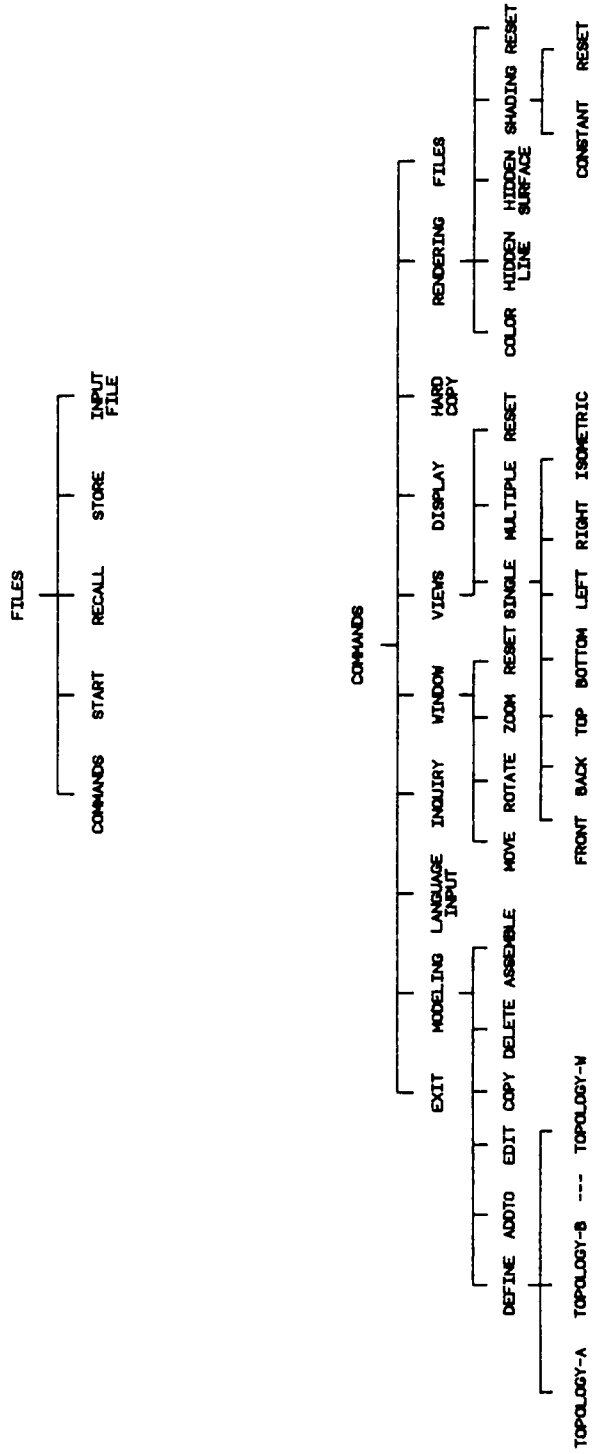 FILES
COMMANDS START RECALL STORE INPUT
FILE
COMMANDS
EXIT MODELING LANGUAGE INQUIRY WINDOW VIEWS DISPLAY HARD RENDERING FILES
INPUT COPY
DEFINE ADDTO EDIT COPY DELETE ASSEMBLE MOVE ROTATE ZOOM RESET SINGLE MULTIPLE RESET COLOR HIDDEN HIDDEN SHADING RESET
LINE SURFACE
TOPOLOGY-A TOPOLOGY-B --- TOPOLOGY-W FRONT BACK TOP BOTTOM LEFT RIGHT ISOMETRIC CONSTANT RESET